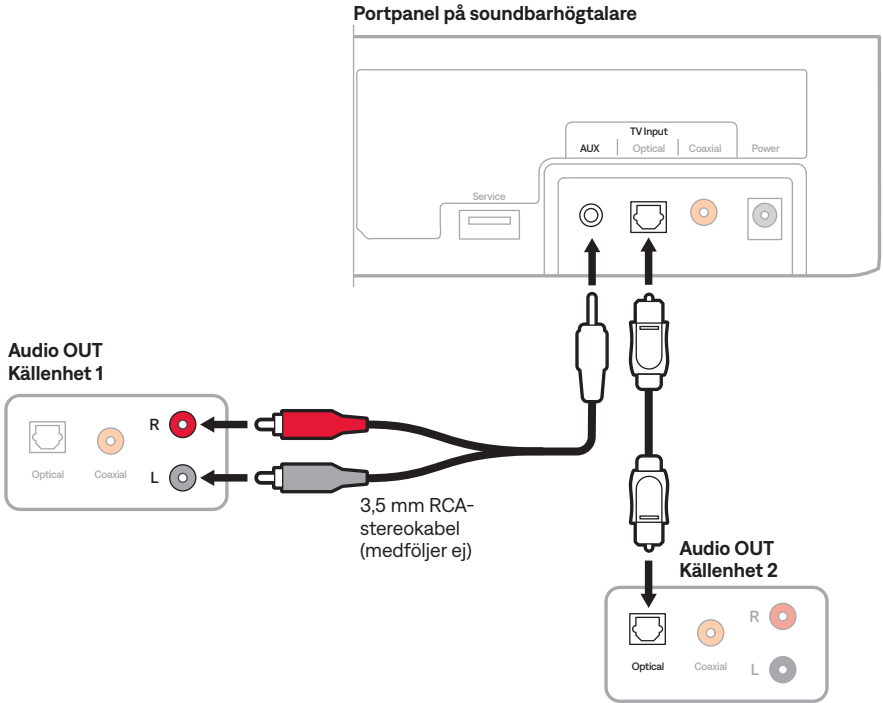 Portpanel på soundbarhögtalare
TV Input
AUX Optical Coaxial Power
Service
Audio OUT
Källenhet 1
R
Optical Coaxial L
3,5 mm RCA-
stereokabel
(medföljer ej)
Audio OUT
Källenhet 2
R
Optical Coaxial L